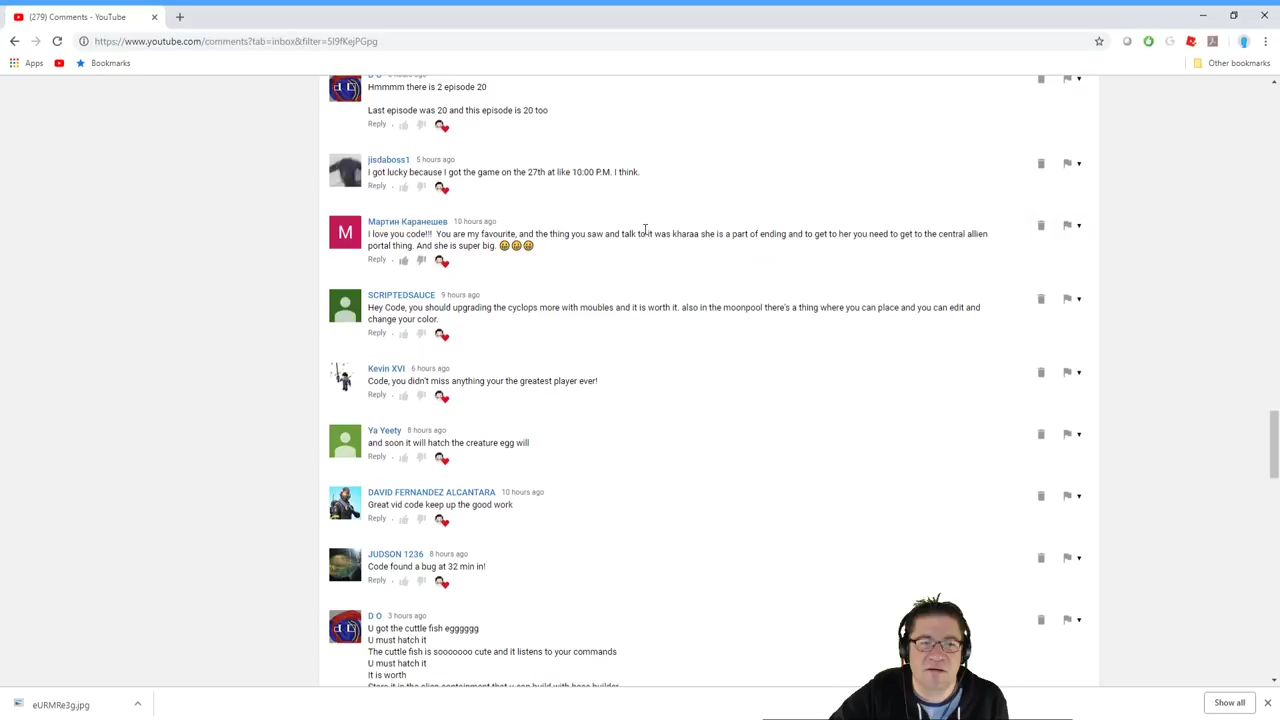 (279) Comments - YouTube
https://www.youtube.com/comments?tab=inbox&filter=5l9fKejPGpg
Apps
Bookmarks
Other bookmarks
Hmmmm there is 2 episode 20
Last episode was 20 and this episode is 20 too
Reply
jisdaboss1 5 hours ago
I got lucky because I got the game on the 27th at like 10:00 P.M. I think.
Reply
Мартин Каранешев 10 hours ago
I love you code!!! You are my favourite, and the thing you saw and talk to it was kharaa she is a part of ending and to get to her you need to get to the central allien
portal thing. And she is super big. 😄😄😄
Reply
SCRIPTEDSAUCE 9 hours ago
Hey Code, you should upgrading the cyclops more with moubles and it is worth it. also in the moonpool there's a thing where you can place and you can edit and
change your color.
Reply
Kevin XVI 6 hours ago
Code, you didn't miss anything your the greatest player ever!
Reply
Ya Yeety 8 hours ago
and soon it will hatch the creature egg will
Reply
DAVID FERNANDEZ ALCANTARA 10 hours ago
Great vid code keep up the good work
Reply
JUDSON 1236 8 hours ago
Code found a bug at 32 min in!
Reply
D O 3 hours ago
U got the cuttle fish egggggg
U must hatch it
The cuttle fish is sooooooo cute and it listens to your commands
U must hatch it
It is worth
eURMRe3g.jpg
Show all